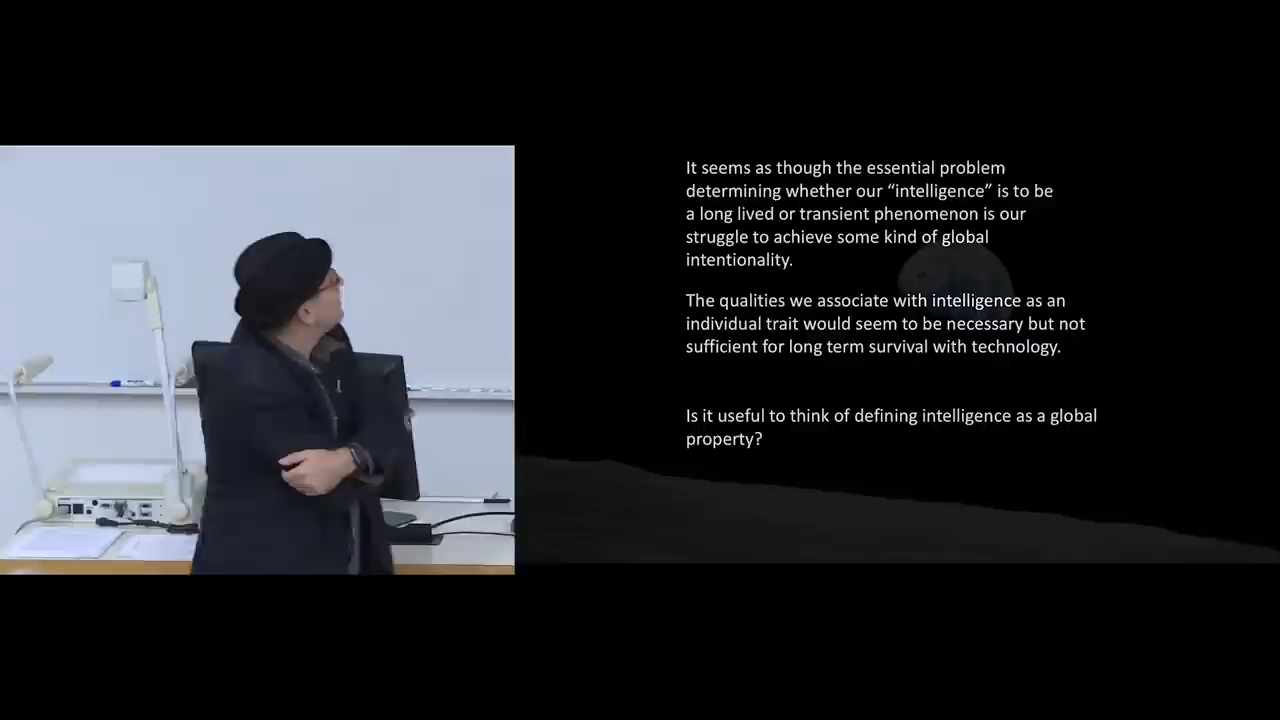 It seems as though the essential problem
determining whether our “intelligence” is to be
a long lived or transient phenomenon is our
struggle to achieve some kind of global
intentionality.
The qualities we associate with intelligence as an
individual trait would seem to be necessary but not
sufficient for long term survival with technology.
Is it useful to think of defining intelligence as a global
property?